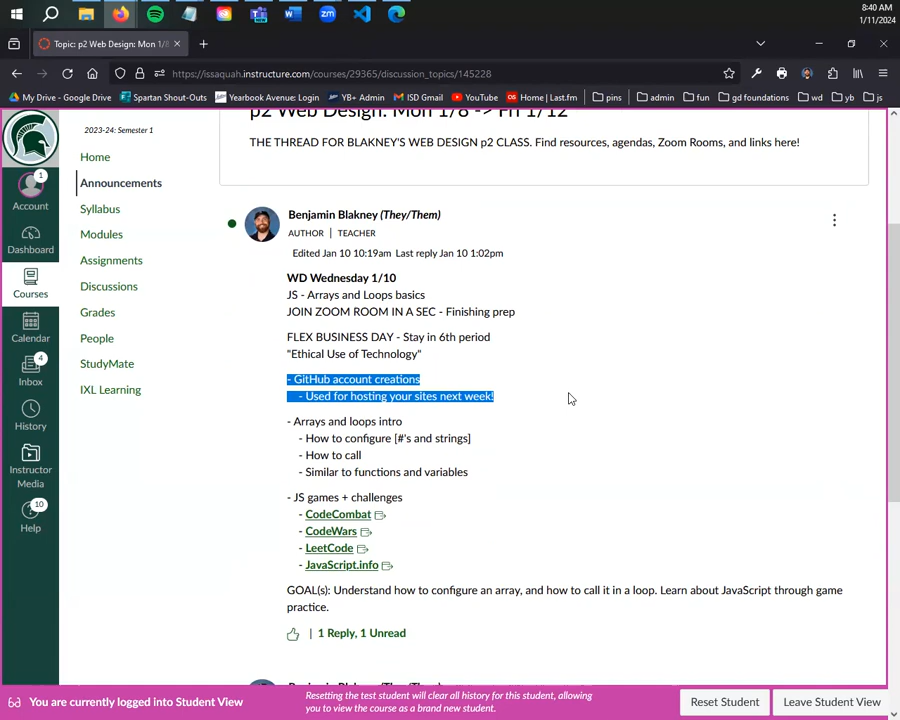 8:40 AM
1/11/2024
Topic: p2 Web Design: Mon 1/8
https://issaquah.instructure.com/courses/29365/discussion_topics/145228
My Drive - Google Drive
Spartan Shout-Outs
Yearbook Avenue: Login
YB+ Admin
ISD Gmail
YouTube
Home | Last.fm
pins
admin
fun
gd foundations
wd
yb
js
2023-24: Semester 1
Home
Announcements
Syllabus
Modules
Assignments
Discussions
Grades
People
StudyMate
IXL Learning
1
Account
Dashboard
Courses
Calendar
4
Inbox
History
Instructor
Media
10
Help
p2 Web Design: Mon 1/8 -> Fri 1/12
THE THREAD FOR BLAKNEY'S WEB DESIGN p2 CLASS. Find resources, agendas, Zoom Rooms, and links here!
Benjamin Blakney (They/Them)
AUTHOR | TEACHER
Edited Jan 10 10:19am Last reply Jan 10 1:02pm
WD Wednesday 1/10
JS - Arrays and Loops basics
JOIN ZOOM ROOM IN A SEC - Finishing prep
FLEX BUSINESS DAY - Stay in 6th period
"Ethical Use of Technology"
- GitHub account creations
- Used for hosting your sites next week!
- Arrays and loops intro
- How to configure [#'s and strings]
- How to call
- Similar to functions and variables
- JS games + challenges
- CodeCombat
- CodeWars
- LeetCode
- JavaScript.info
GOAL(s): Understand how to configure an array, and how to call it in a loop. Learn about JavaScript through game
practice.
| 1 Reply, 1 Unread
You are currently logged into Student View
Resetting the test student will clear all history for this student, allowing
you to view the course as a brand new student.
Reset Student
Leave Student View